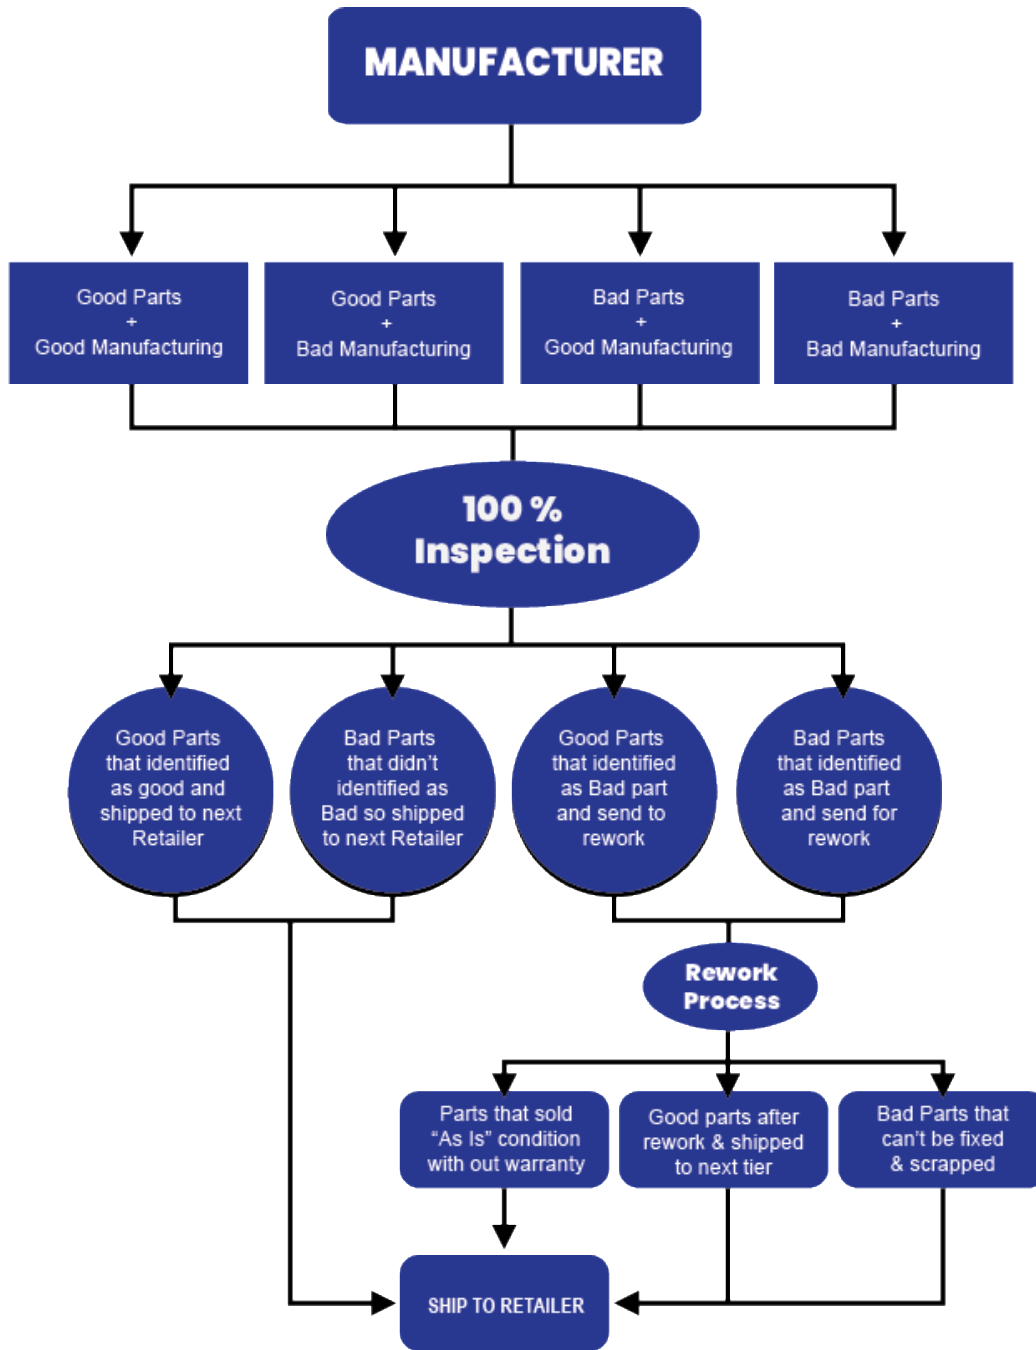 MANUFACTURER
Good Parts
+
Good Manufacturing
Good Parts
+
Bad Manufacturing
Bad Parts
+
Good Manufacturing
Bad Parts
+
Bad Manufacturing
100 %
Inspection
Good Parts
that identified
as good and
shipped to next
Retailer
Bad Parts
that didn't
identified as
Bad so shipped
to next Retailer
Good Parts
that identified
as Bad part
and send to
rework
Bad Parts
that identified
as Bad part
and send for
rework
Rework
Process
Parts that sold
“As Is” condition
with out warranty
Good parts after
rework & shipped
to next tier
Bad Parts that
can't be fixed
& scrapped
SHIP TO RETAILER